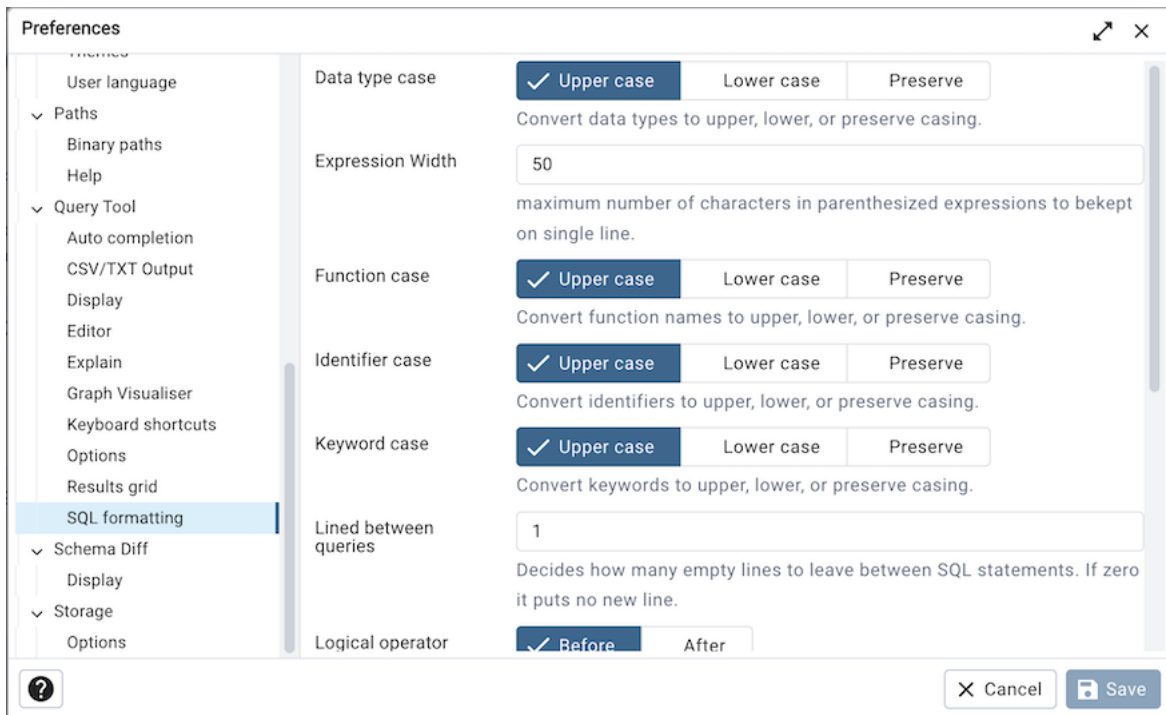 Preferences
Themes
User language
Paths
Binary paths
Help
Query Tool
Auto completion
CSV/TXT Output
Display
Editor
Explain
Graph Visualiser
Keyboard shortcuts
Options
Results grid
SQL formatting
Schema Diff
Display
Storage
Options
Data type case
Upper case
Lower case
Preserve
Convert data types to upper, lower, or preserve casing.
Expression Width
50
maximum number of characters in parenthesized expressions to bekept
on single line.
Function case
Upper case
Lower case
Preserve
Convert function names to upper, lower, or preserve casing.
Identifier case
Upper case
Lower case
Preserve
Convert identifiers to upper, lower, or preserve casing.
Keyword case
Upper case
Lower case
Preserve
Convert keywords to upper, lower, or preserve casing.
Lined between
queries
1
Decides how many empty lines to leave between SQL statements. If zero
it puts no new line.
Logical operator
Before
After
?
Cancel
Save